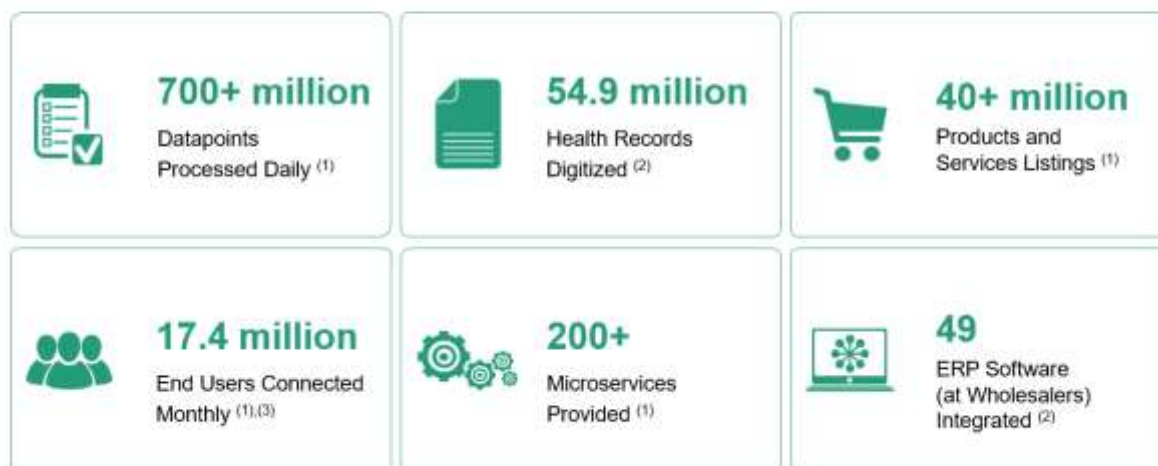 700+ million
Datapoints
Processed Daily (1)
54.9 million
Health Records
Digitized (2)
40+ million
Products and
Services Listings (1)
17.4 million
End Users Connected
Monthly (1),(3)
200+
Microservices
Provided (1)
49
ERP Software
(at Wholesalers)
Integrated (2)